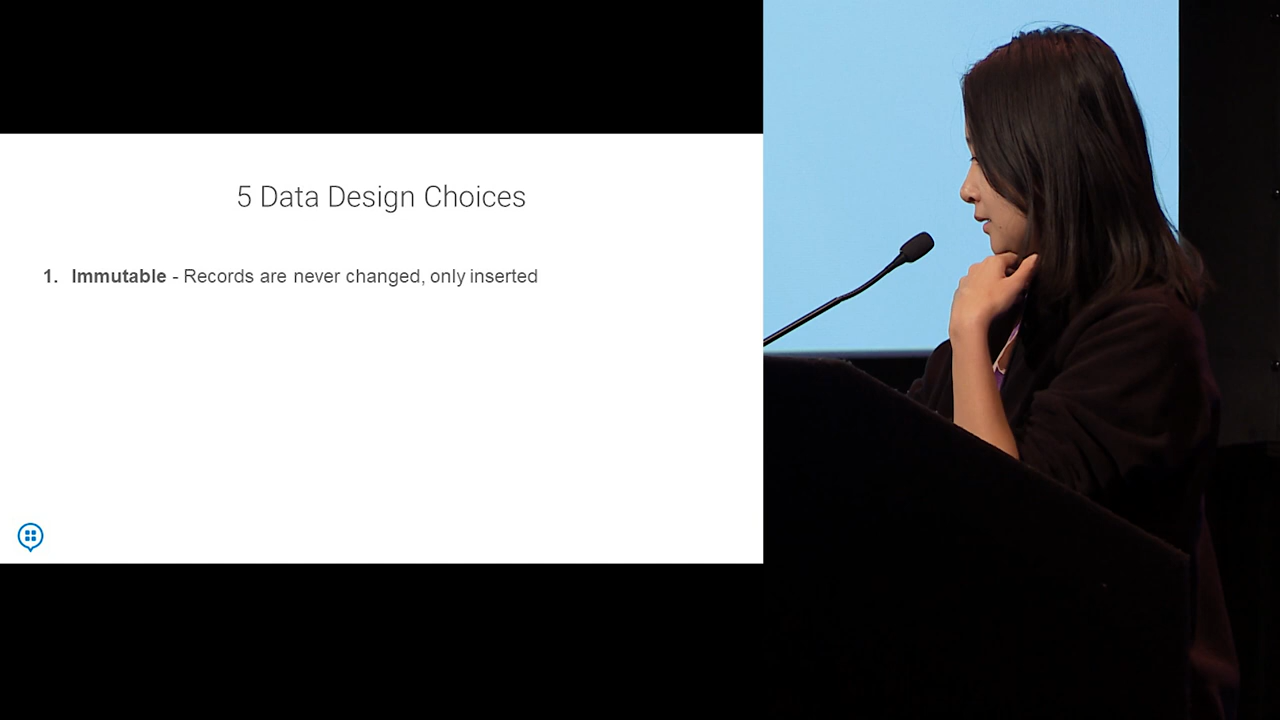 5 Data Design Choices
1. Immutable - Records are never changed, only inserted